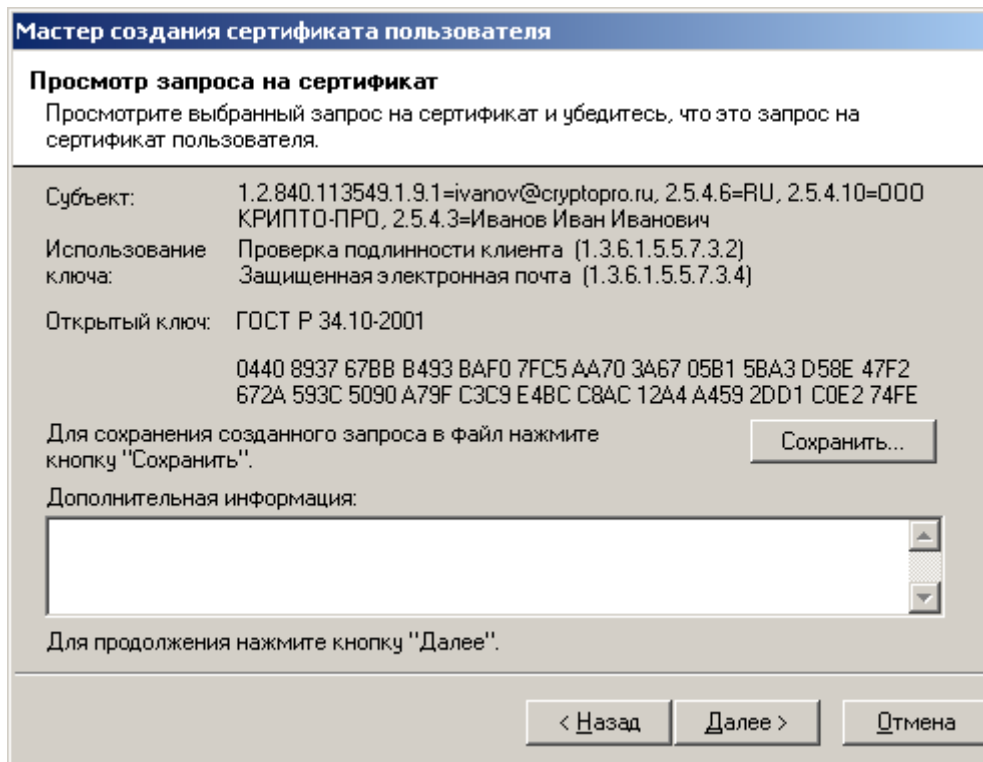 Мастер создания сертификата пользователя
Просмотр запроса на сертификат
Просмотрите выбранный запрос на сертификат и убедитесь, что это запрос на
сертификат пользователя.
Субъект: 1.2.840.113549.1.9.1=ivanov@cryptopro.ru, 2.5.4.6=RU, 2.5.4.10=ООО
КРИПТО-ПРО, 2.5.4.3=Иванов Иван Иванович
Использование Проверка подлинности клиента (1.3.6.1.5.5.7.3.2)
ключа: Защищенная электронная почта (1.3.6.1.5.5.7.3.4)
Открытый ключ: ГОСТ Р 34.10-2001
0440 8937 67BB B493 BAF0 7FC5 AA70 3A67 05B1 5BA3 D58E 47F2
672A 593C 5090 A79F C3C9 E4BC C8AC 12A4 A459 2DD1 C0E2 74FE
Для сохранения созданного запроса в файл нажмите
кнопку "Сохранить".
Сохранить...
Дополнительная информация:
Для продолжения нажмите кнопку "Далее".
< Назад Далее > Отмена